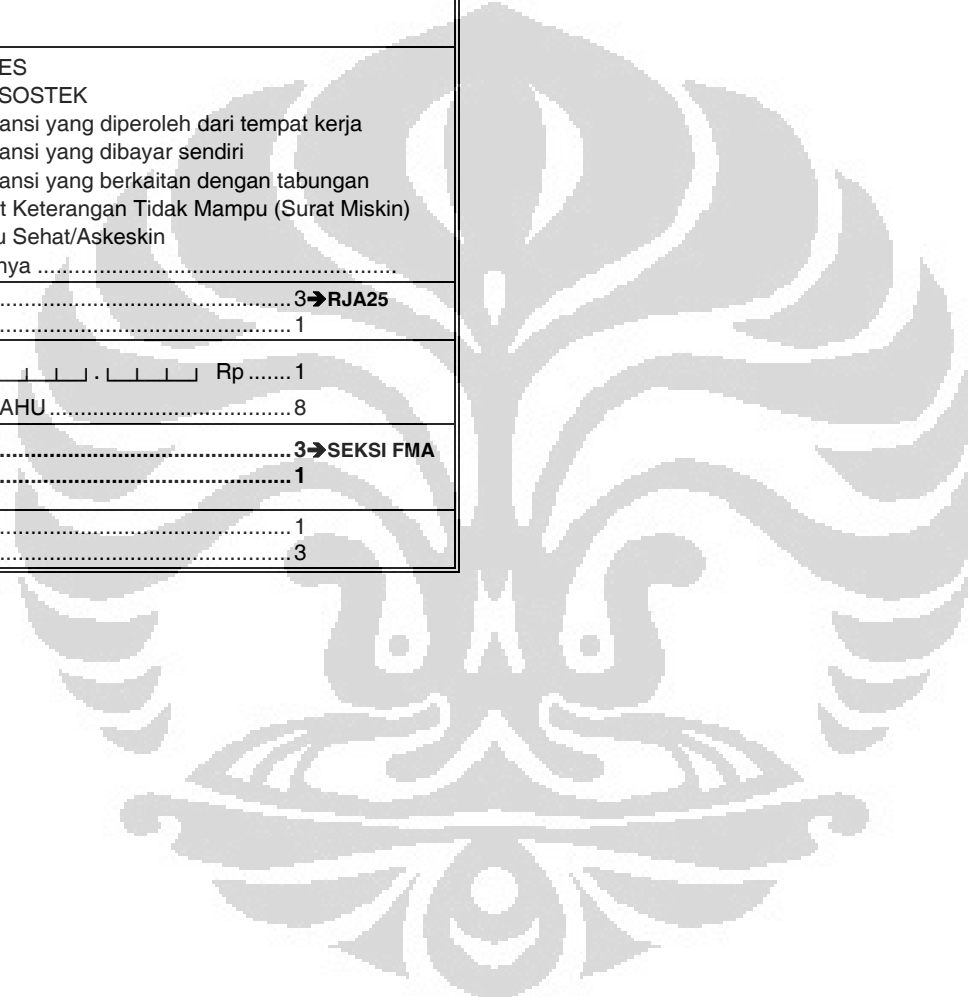 ES
SOSTEK
ansi yang diperoleh dari tempat kerja
ansi yang dibayar sendiri
ansi yang berkaitan dengan tabungan
t Keterangan Tidak Mampu (Surat Miskin)
u Sehat/Askeskin
nya ..........................................................
...............................................3➔RJA25
...............................................1
. Rp .......1
AHU.......................................8
...............................................3➔SEKSI FMA
...............................................1
...............................................1
...............................................3